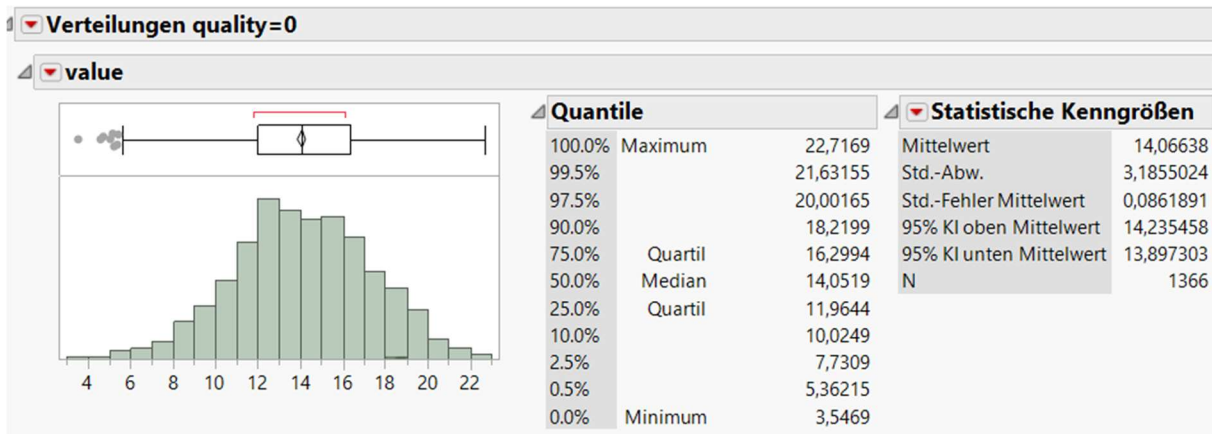 Verteilungen quality=0
value
4 6 8 10 12 14 16 18 20 22
Quantile
100.0% Maximum 22,7169
99.5% 21,63155
97.5% 20,00165
90.0% 18,2199
75.0% Quartil 16,2994
50.0% Median 14,0519
25.0% Quartil 11,9644
10.0% 10,0249
2.5% 7,7309
0.5% 5,36215
0.0% Minimum 3,5469
Statistische Kenngrößen
Mittelwert 14,06638
Std.-Abw. 3,1855024
Std.-Fehler Mittelwert 0,0861891
95% KI oben Mittelwert 14,235458
95% KI unten Mittelwert 13,897303
N 1366